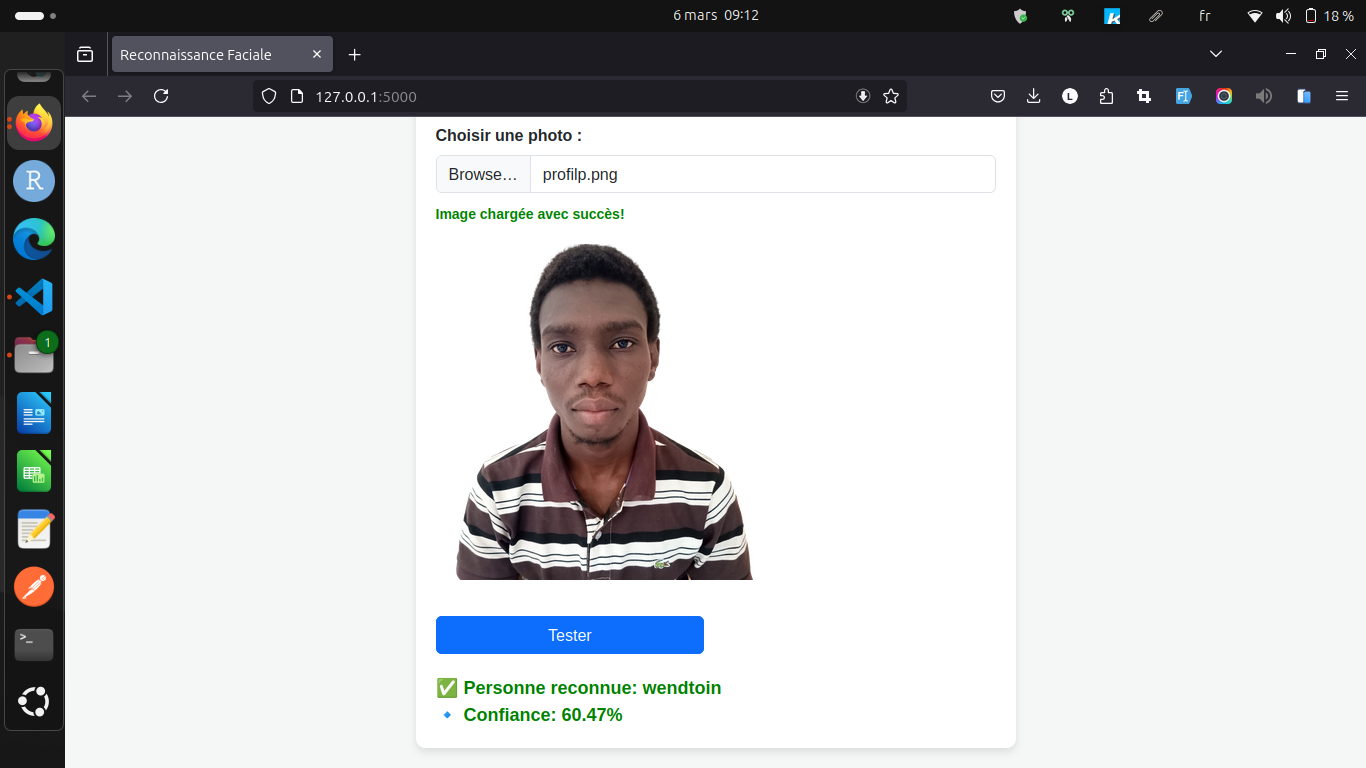 6 mars 09:12
fr
18 %
Reconnaissance Faciale
127.0.0.1:5000
Choisir une photo :
Browse… profilp.png
Image chargée avec succès!
Tester
✅ Personne reconnue: wendtoin
🔹 Confiance: 60.47%
R
1
>_
L